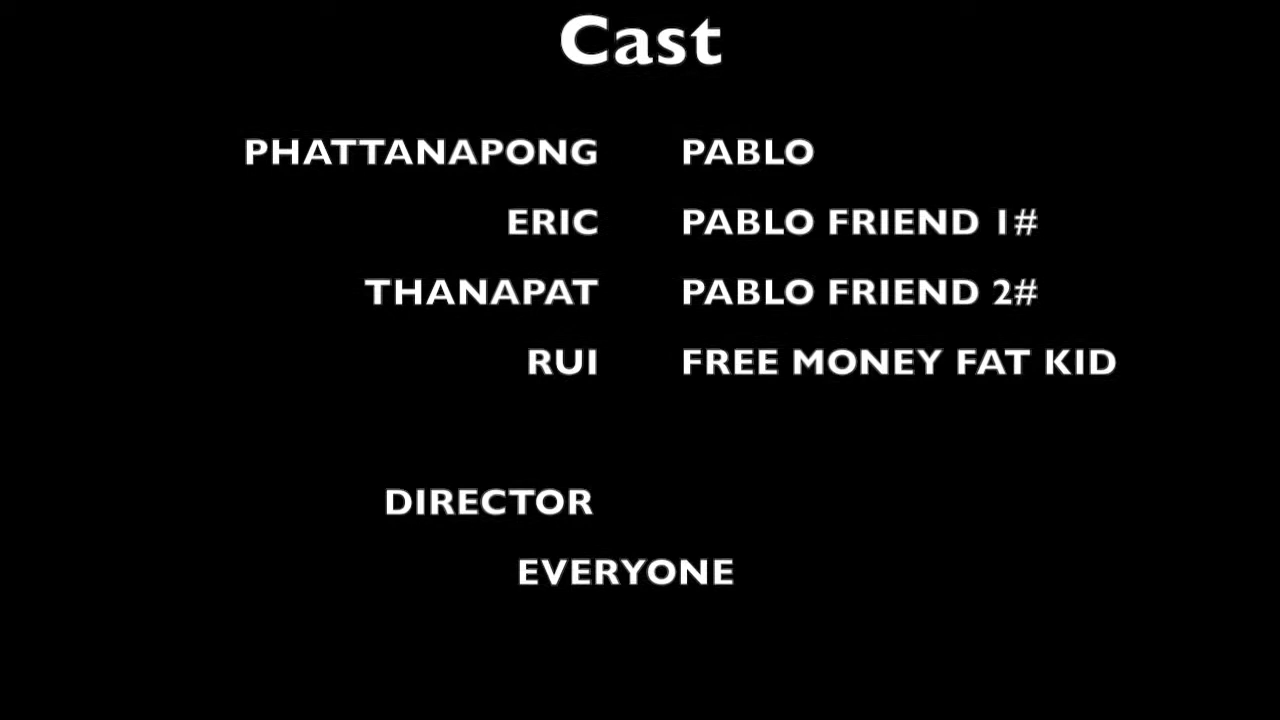 Cast
PHATTANAPONG PABLO
ERIC PABLO FRIEND 1#
THANAPAT PABLO FRIEND 2#
RUI FREE MONEY FAT KID
DIRECTOR
EVERYONE